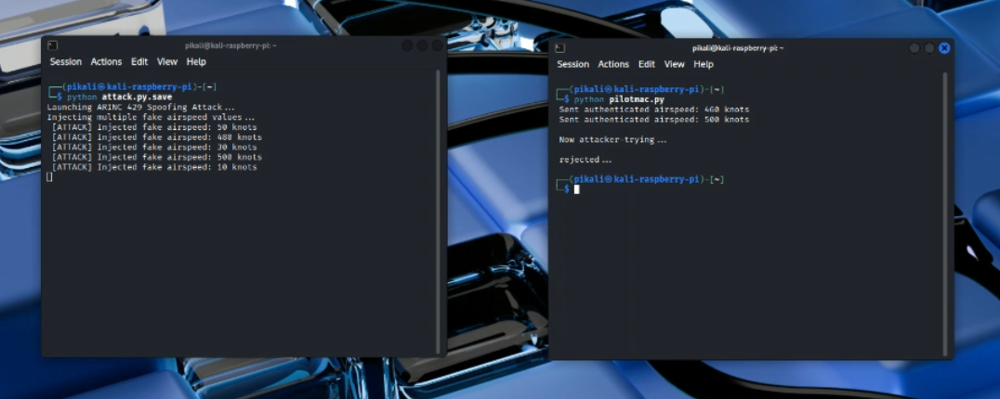 pikali@kali-raspberry-pi: ~
Session Actions Edit View Help
┌──(pikali㉿kali-raspberry-pi)-[~]
└─$ python attack.py.save
Launching ARINC 429 Spoofing Attack...
Injecting multiple fake airspeed values...
[ATTACK] Injected fake airspeed: 50 knots
[ATTACK] Injected fake airspeed: 480 knots
[ATTACK] Injected fake airspeed: 30 knots
[ATTACK] Injected fake airspeed: 500 knots
[ATTACK] Injected fake airspeed: 10 knots
pikali@kali-raspberry-pi: ~
Session Actions Edit View Help
┌──(pikali㉿kali-raspberry-pi)-[~]
└─$ python pilotmac.py
Sent authenticated airspeed: 460 knots
Sent authenticated airspeed: 500 knots
Now attacker-trying...
rejected...
┌──(pikali㉿kali-raspberry-pi)-[~]
└─$